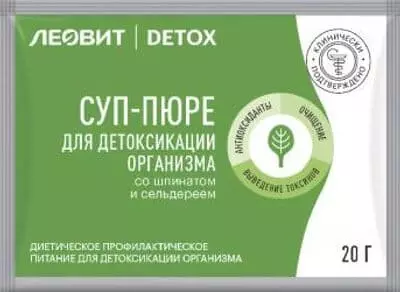 ЛЕОВИТ | DETOX
КЛИНИЧЕСКИ
ПОДТВЕРЖДЕНО
СУП-ПЮРЕ
ДЛЯ ДЕТОКСИКАЦИИ
ОРГАНИЗМА
СО ШПИНАТОМ
И СЕЛЬДЕРЕЕМ
АНТИОКСИДАНТЫ
ОЧИЩЕНИЕ
ВЫВЕДЕНИЕ ТОКСИНОВ
ДИЕТИЧЕСКОЕ ПРОФИЛАКТИЧЕСКОЕ
ПИТАНИЕ ДЛЯ ДЕТОКСИКАЦИИ ОРГАНИЗМА
20 Г